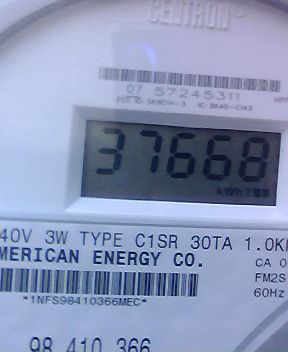 CENTRON®
07 57245311
37668
kWh
40V 3W TYPE C1SR 30TA 1.0K
MERICAN ENERGY CO.
CA 0
FM2S
60Hz
*1NFS98410366MEC*
98 410 366